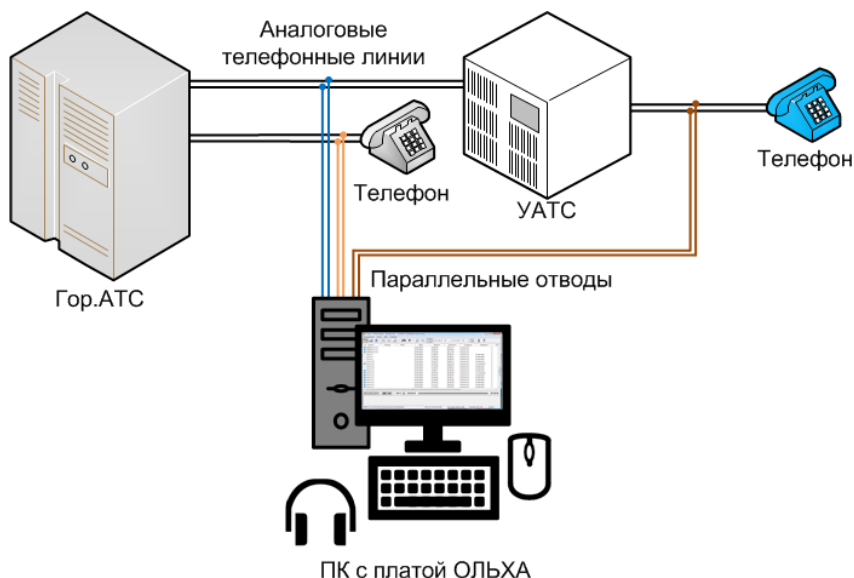 Аналоговые
телефонные линии
Телефон
УАТС
Телефон
Гор.АТС
Параллельные отводы
ПК с платой ОЛЬХА